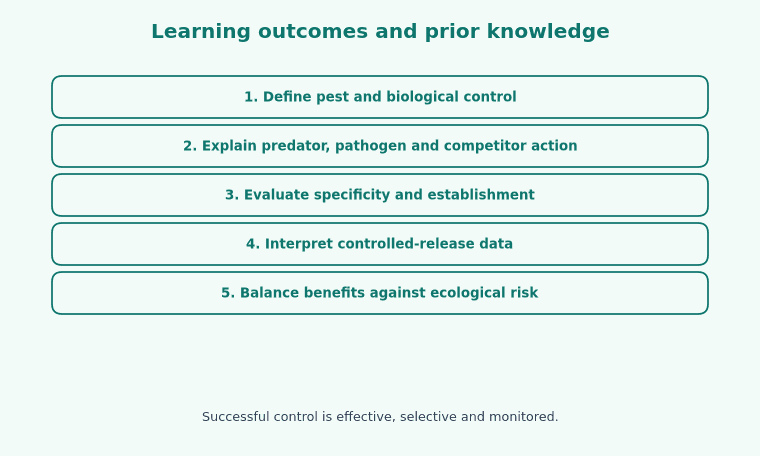 Learning outcomes and prior knowledge
1. Define pest and biological control
2. Explain predator, pathogen and competitor action
3. Evaluate specificity and establishment
4. Interpret controlled-release data
5. Balance benefits against ecological risk
Successful control is effective, selective and monitored.